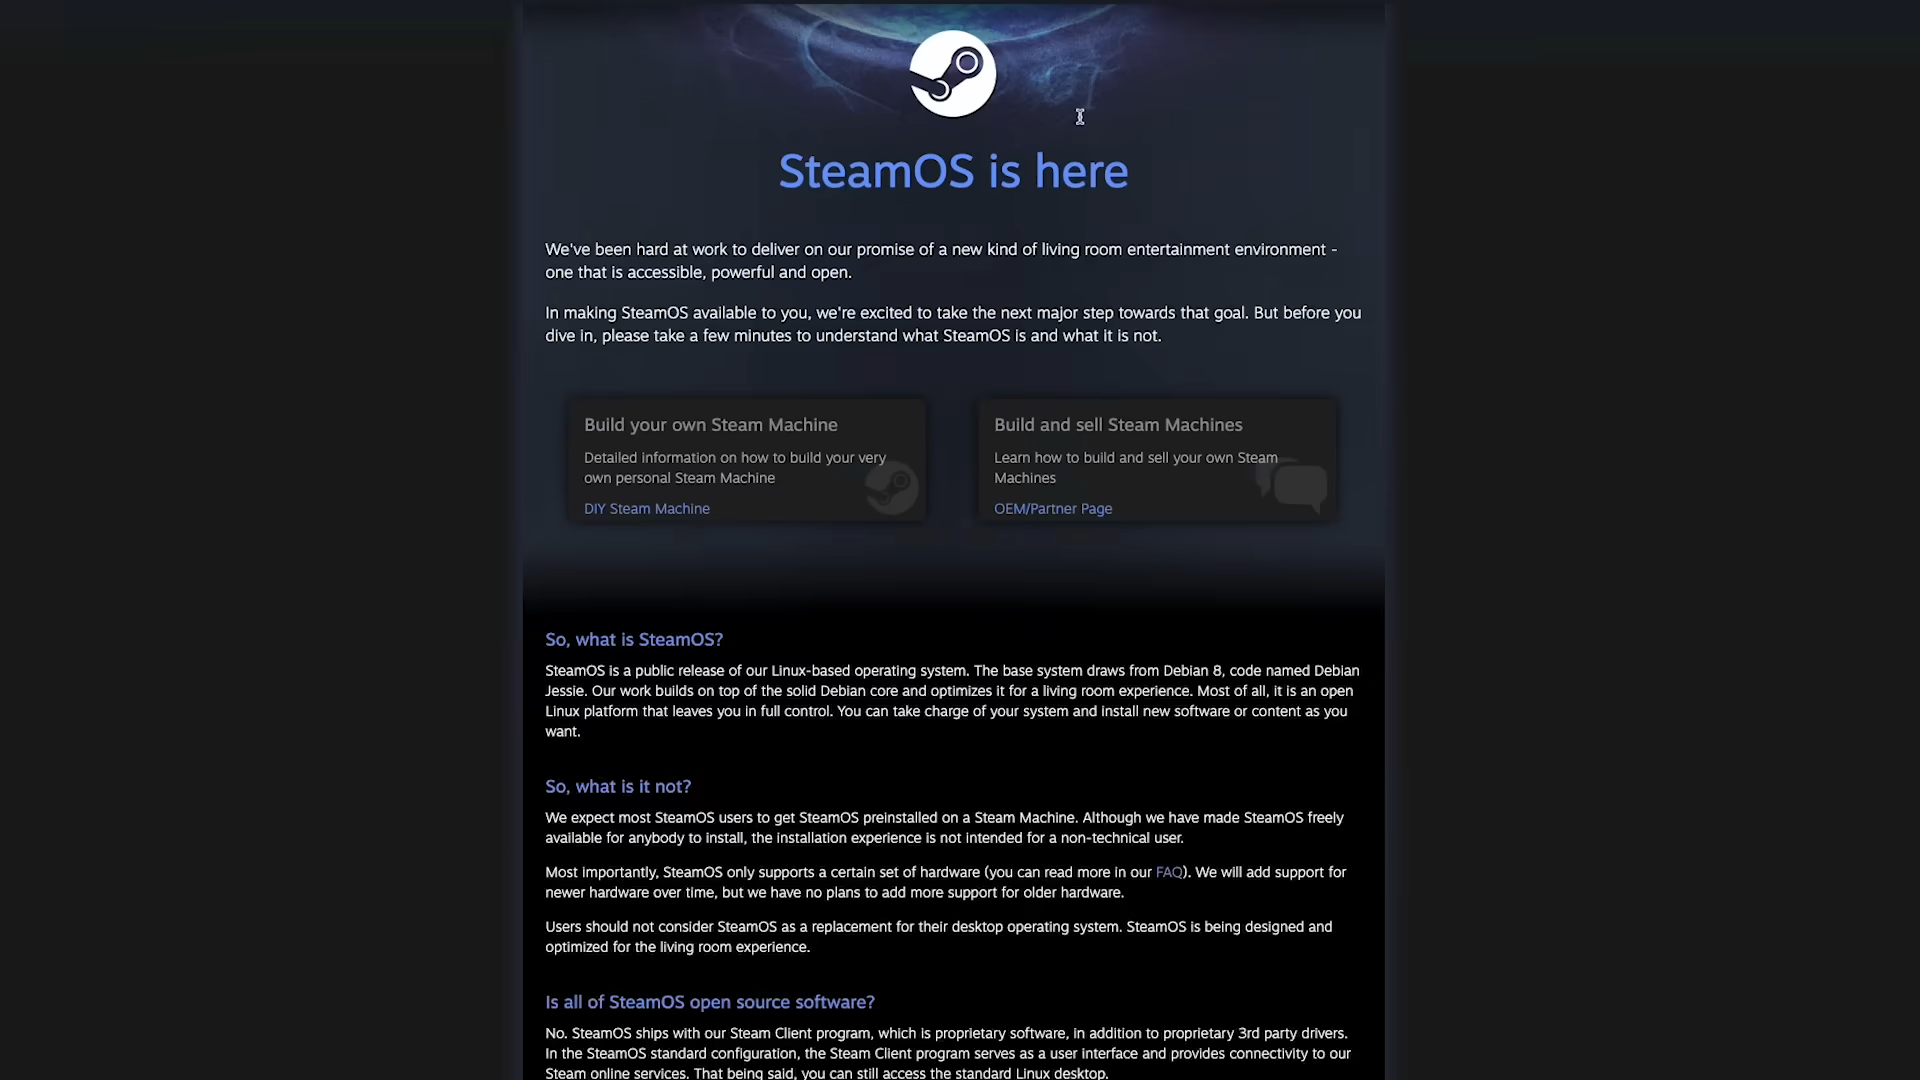 SteamOS is here
We've been hard at work to deliver on our promise of a new kind of living room entertainment environment -
one that is accessible, powerful and open.
In making SteamOS available to you, we're excited to take the next major step towards that goal. But before you
dive in, please take a few minutes to understand what SteamOS is and what it is not.
Build your own Steam Machine
Detailed information on how to build your very
own personal Steam Machine
DIY Steam Machine
Build and sell Steam Machines
Learn how to build and sell your own Steam
Machines
OEM/Partner Page
So, what is SteamOS?
SteamOS is a public release of our Linux-based operating system. The base system draws from Debian 8, code named Debian
Jessie. Our work builds on top of the solid Debian core and optimizes it for a living room experience. Most of all, it is an open
Linux platform that leaves you in full control. You can take charge of your system and install new software or content as you
want.
So, what is it not?
We expect most SteamOS users to get SteamOS preinstalled on a Steam Machine. Although we have made SteamOS freely
available for anybody to install, the installation experience is not intended for a non-technical user.
Most importantly, SteamOS only supports a certain set of hardware (you can read more in our FAQ). We will add support for
newer hardware over time, but we have no plans to add more support for older hardware.
Users should not consider SteamOS as a replacement for their desktop operating system. SteamOS is being designed and
optimized for the living room experience.
Is all of SteamOS open source software?
No. SteamOS ships with our Steam Client program, which is proprietary software, in addition to proprietary 3rd party drivers.
In the SteamOS standard configuration, the Steam Client program serves as a user interface and provides connectivity to our
Steam online services. That being said, you can still access the standard Linux desktop.